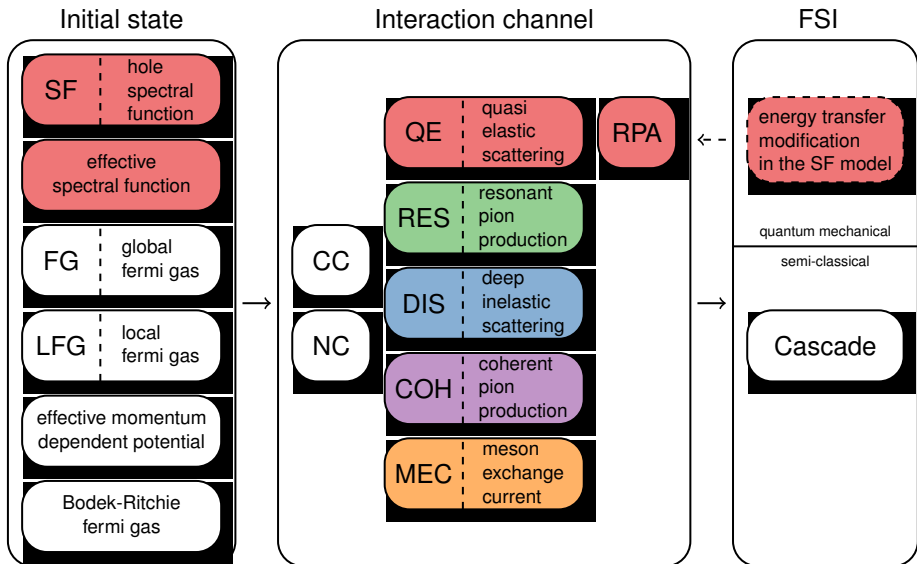 Initial state
SF
hole
spectral
function
effective
spectral function
FG
global
fermi gas
LFG
local
fermi gas
effective momentum
dependent potential
Bodek-Ritchie
fermi gas
Interaction channel
CC
NC
QE
quasi
elastic
scattering
RPA
RES
resonant
pion
production
DIS
deep
inelastic
scattering
COH
coherent
pion
production
MEC
meson
exchange
current
FSI
energy transfer
modification
in the SF model
quantum mechanical
semi-classical
Cascade